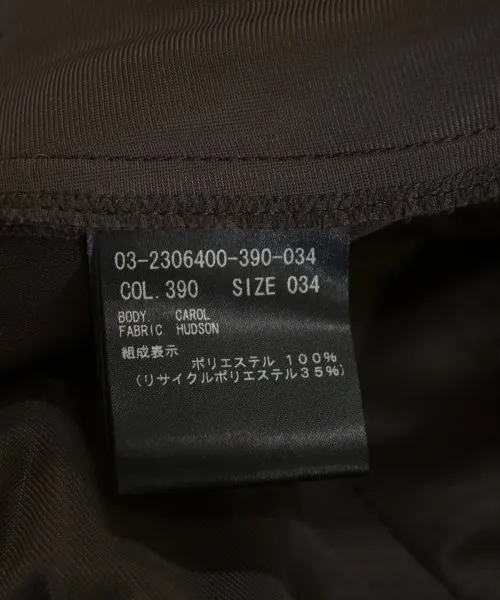 03-2306400-390-034
COL. 390 SIZE 034
BODY. CAROL
FABRIC HUDSON
組成表示
ポリエステル 100%
(リサイクルポリエステル35%)